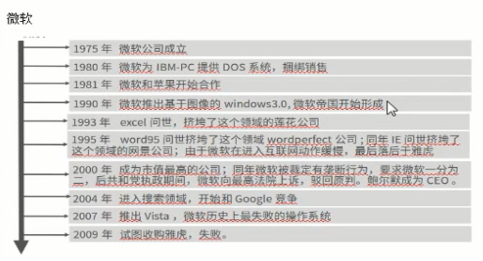 微软
1975 年  微软公司成立
1980 年  微软为 IBM-PC 提供 DOS 系统，捆绑销售
1981 年  微软和苹果开始合作
1990 年  微软推出基于图像的 windows3.0, 微软帝国开始形成
1993 年   excel 问世，挤垮了这个领域的莲花公司
1995 年   word95 问世挤垮了这个领域 wordperfect 公司；同年 IE 问世挤垮了
这个领域的网景公司；由于微软在进入互联网动作缓慢，最后落后于雅虎
2000 年  成为市值最高的公司；同年微软被裁定有垄断行为，要求微软一分为
二，后共和党执政期间，微软向最高法院上诉，驳回原判。鲍尔默成为 CEO 。
2004 年  进入搜索领域，开始和 Google 竞争
2007 年  推出 Vista ，微软历史上最失败的操作系统
2009 年  试图收购雅虎，失败。